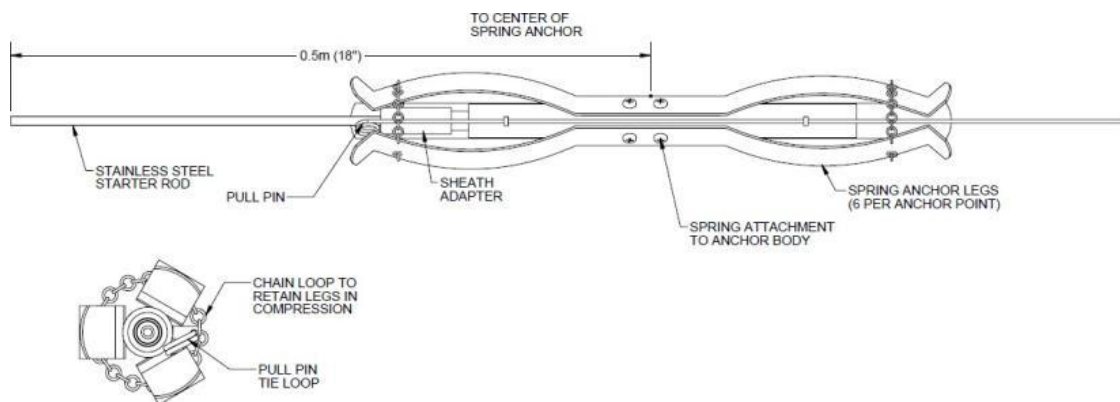 TO CENTER OF
SPRING ANCHOR
0.5m (18")
STAINLESS STEEL
STARTER ROD
PULL PIN
SHEATH
ADAPTER
SPRING ATTACHMENT
TO ANCHOR BODY
SPRING ANCHOR LEGS
(6 PER ANCHOR POINT)
CHAIN LOOP TO
RETAIN LEGS IN
COMPRESSION
PULL PIN
TIE LOOP